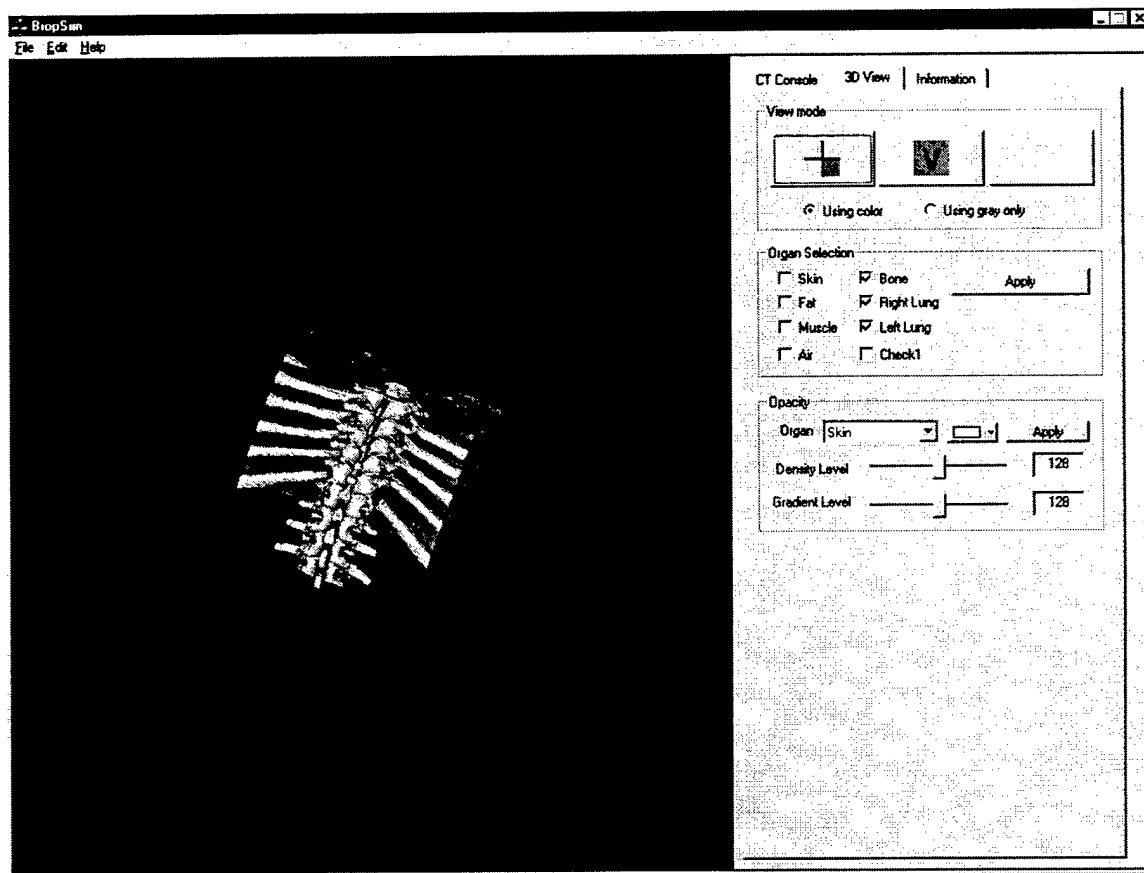 BiopSim
File Edit Help
CT Console 3D View Information
View mode
V
Using color Using gray only
Organ Selection
Skin Bone Apply
Fat Right Lung
Muscle Left Lung
Air Check1
Opacity
Organ Skin Apply
Density Level 128
Gradient Level 128